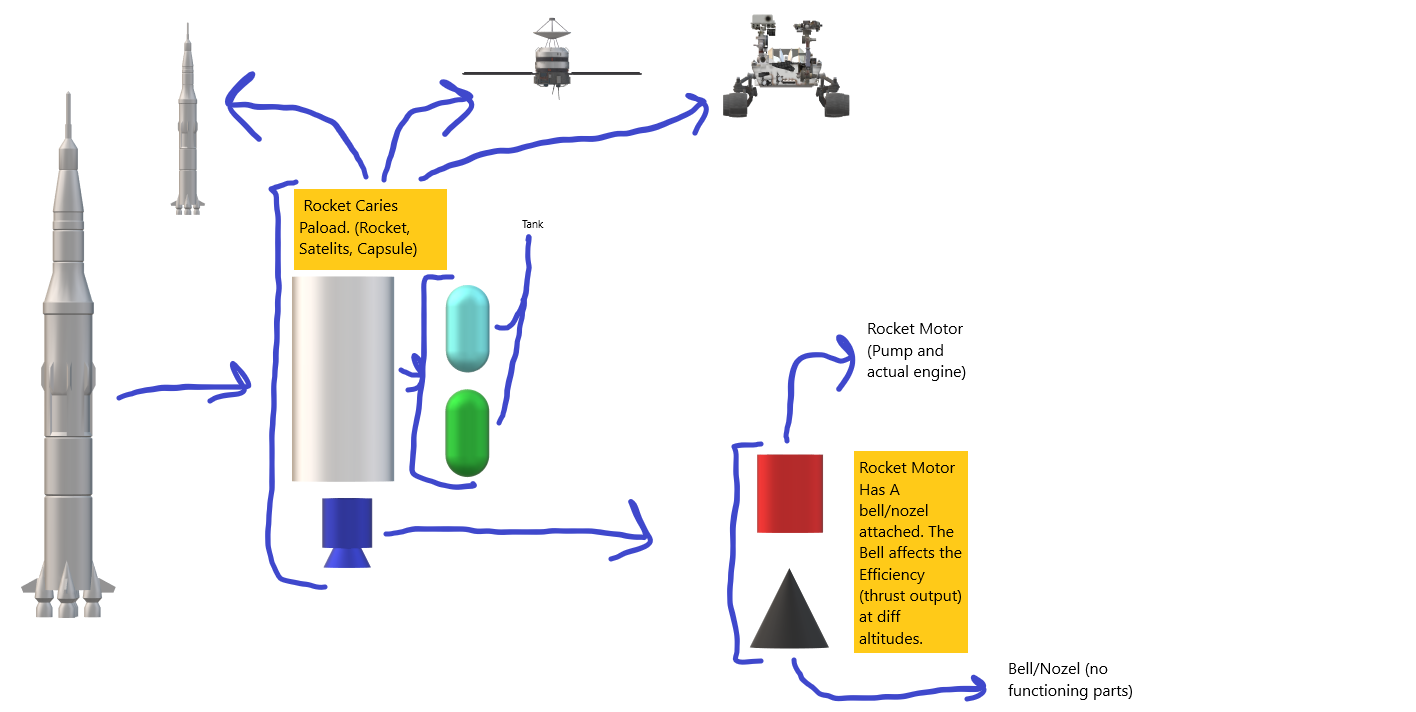 Rocket Caries
Paload. (Rocket,
Satelits, Capsule)
Tank
Rocket Motor
(Pump and
actual engine)
Rocket Motor
Has A
bell/nozel
attached. The
Bell affects the
Efficiency
(thrust output)
at diff
altitudes.
Bell/Nozel (no
functioning parts)